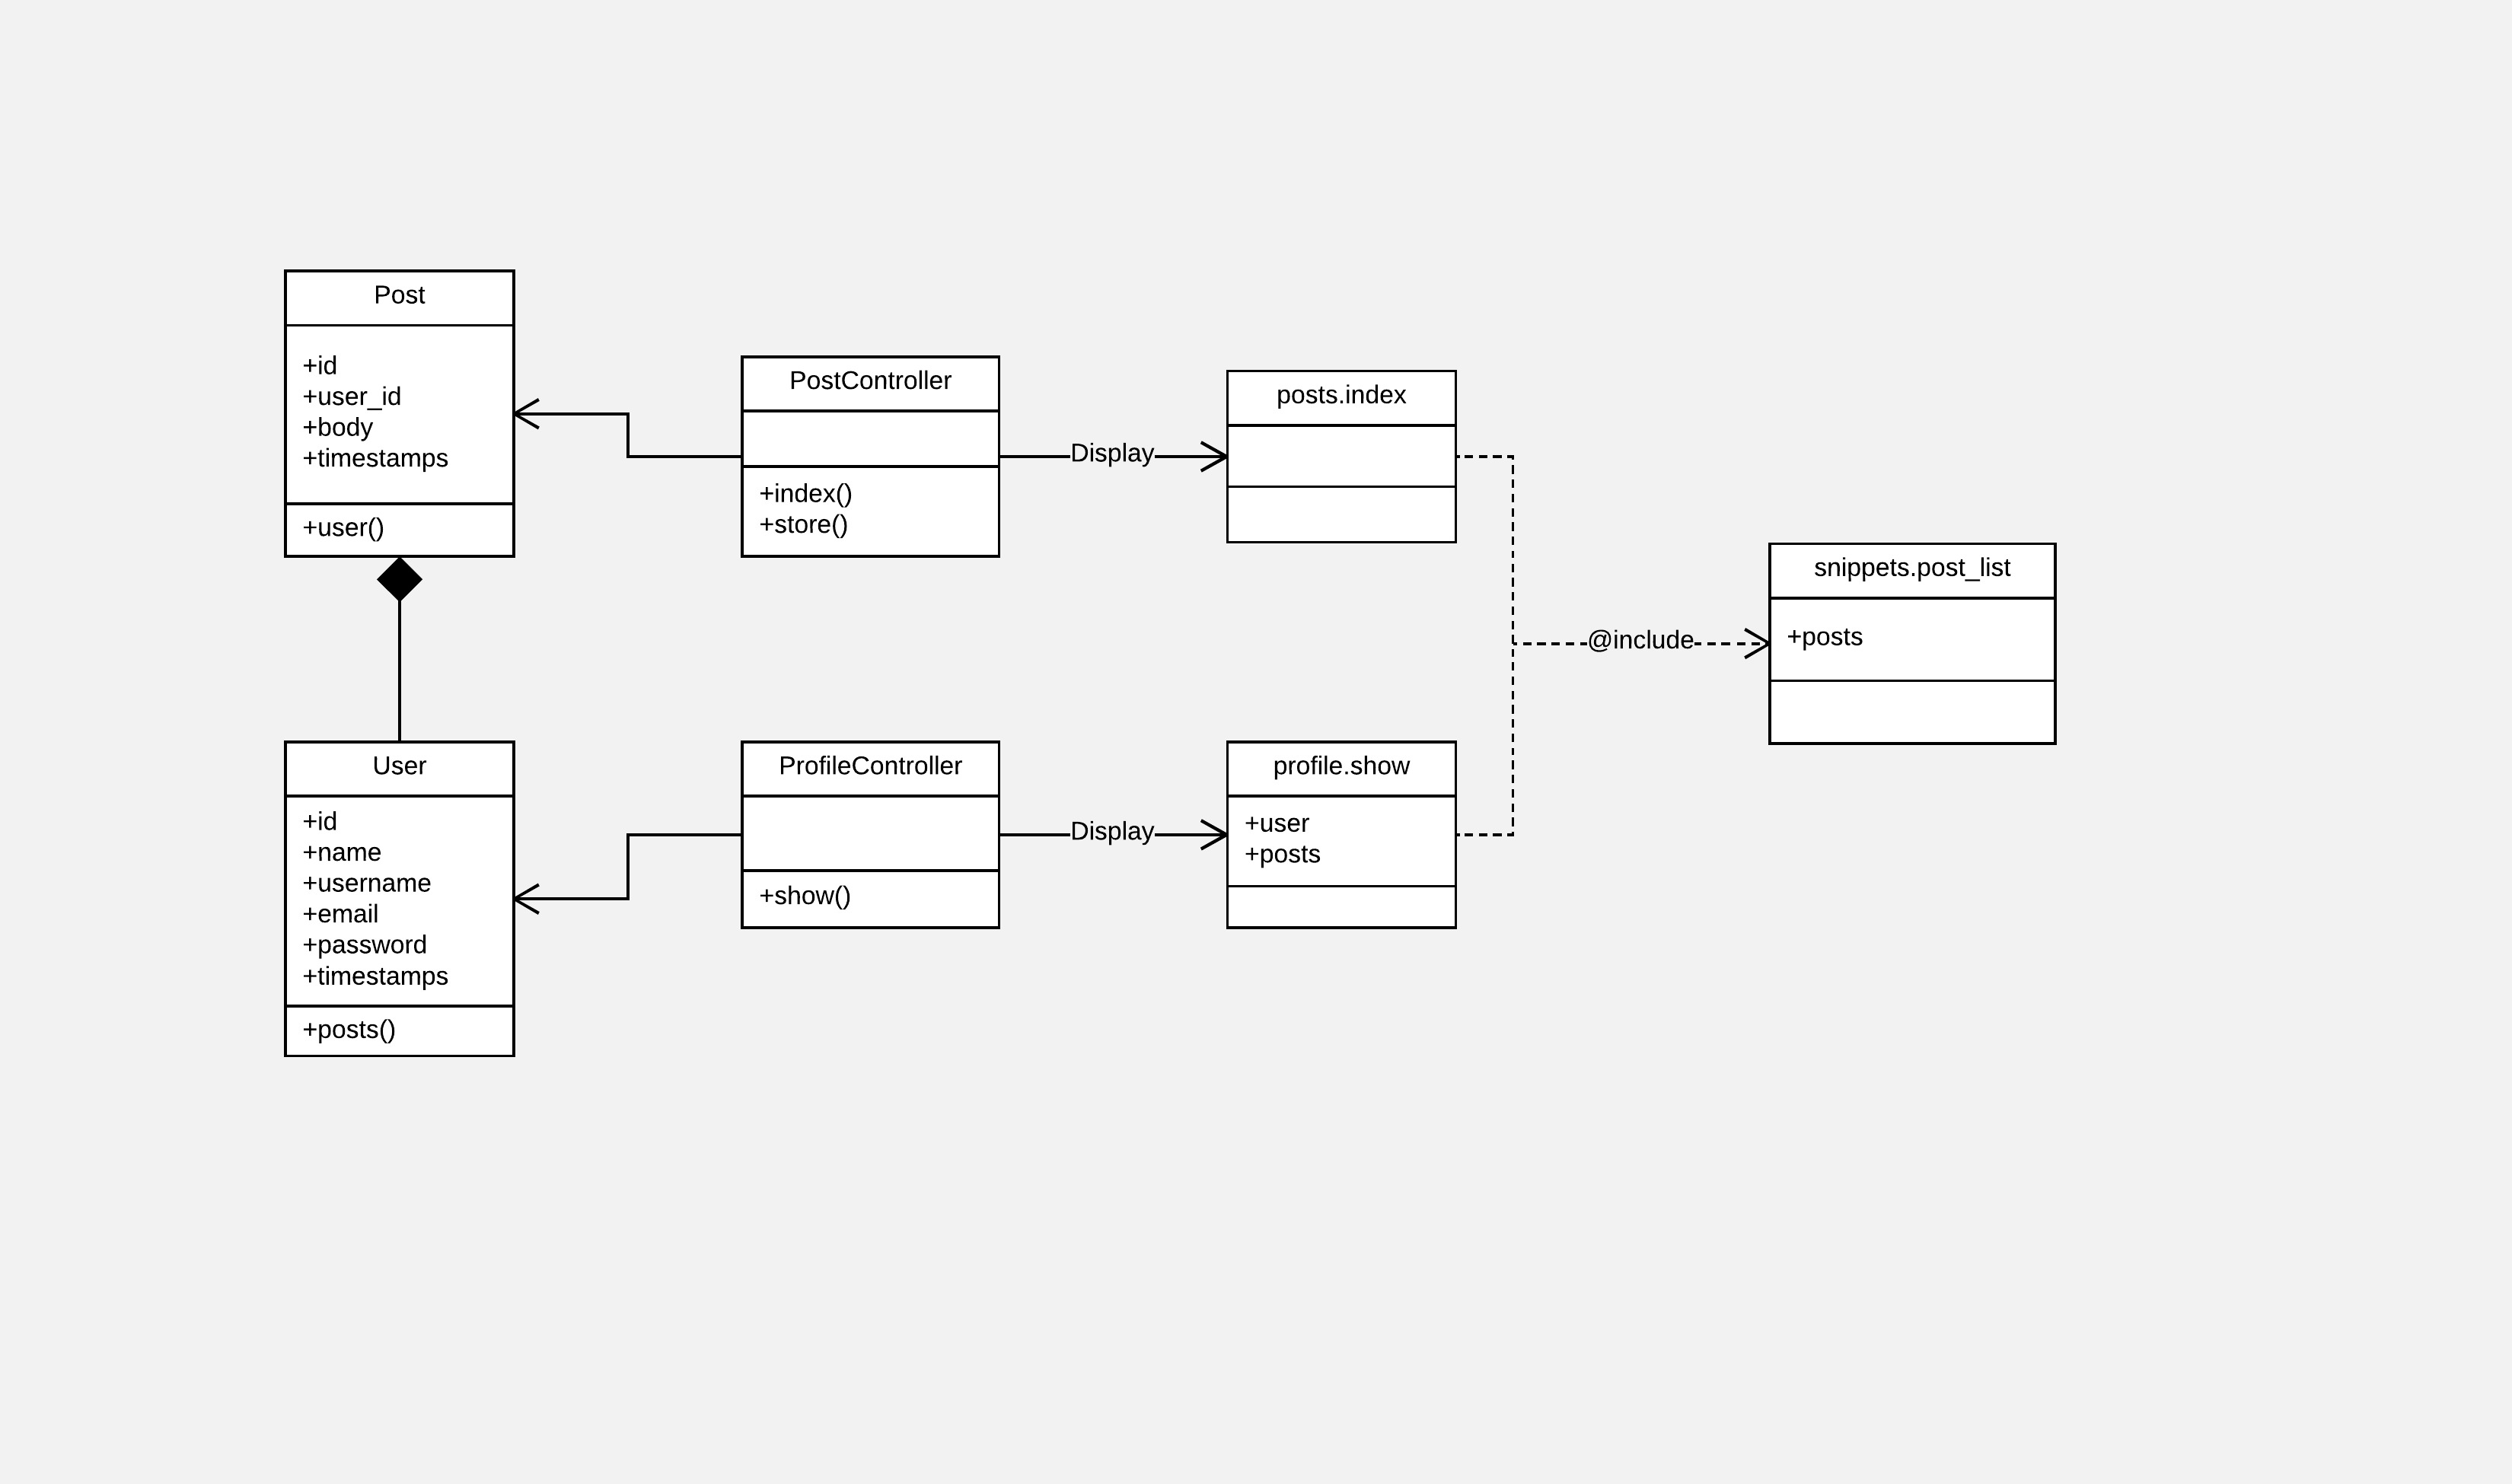 Post
+id
+user_id
+body
+timestamps
+user()
PostController
+index()
+store()
Display
posts.index
snippets.post_list
+posts
@include
User
+id
+name
+username
+email
+password
+timestamps
+posts()
ProfileController
+show()
Display
profile.show
+user
+posts